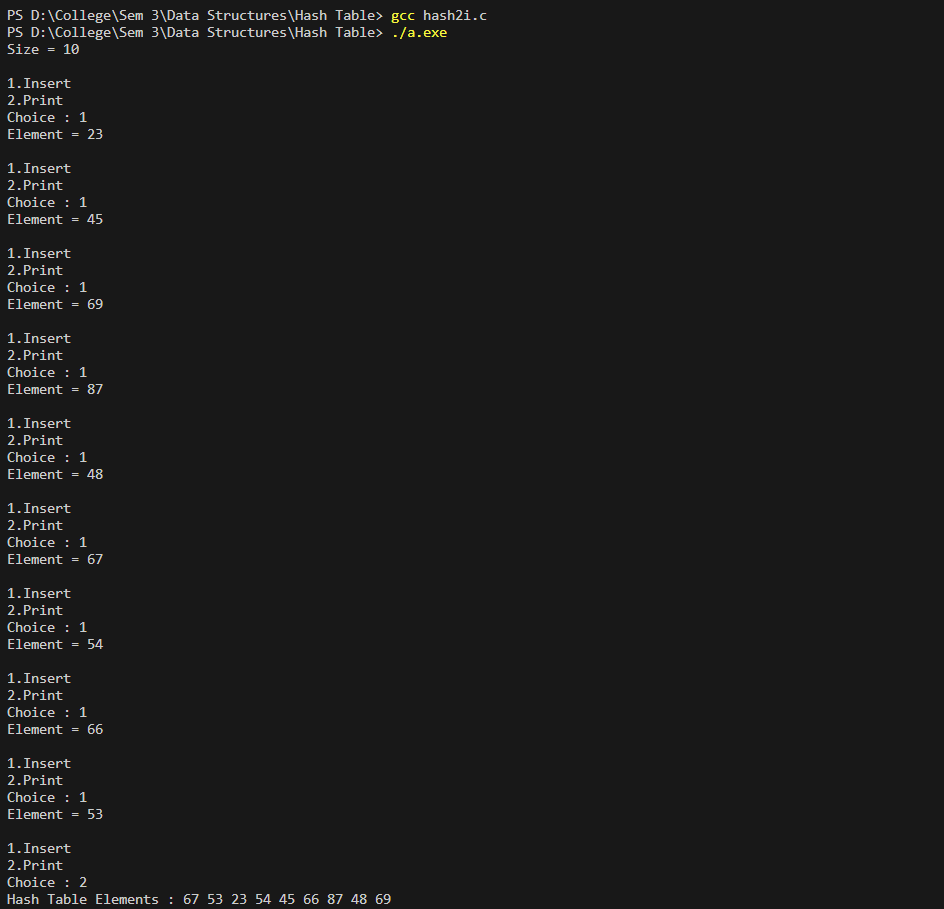 PS D:\College\Sem 3\Data Structures\Hash Table> gcc hash2i.c
PS D:\College\Sem 3\Data Structures\Hash Table> ./a.exe
Size = 10
1.Insert
2.Print
Choice : 1
Element = 23
1.Insert
2.Print
Choice : 1
Element = 45
1.Insert
2.Print
Choice : 1
Element = 69
1.Insert
2.Print
Choice : 1
Element = 87
1.Insert
2.Print
Choice : 1
Element = 48
1.Insert
2.Print
Choice : 1
Element = 67
1.Insert
2.Print
Choice : 1
Element = 54
1.Insert
2.Print
Choice : 1
Element = 66
1.Insert
2.Print
Choice : 1
Element = 53
1.Insert
2.Print
Choice : 2
Hash Table Elements : 67 53 23 54 45 66 87 48 69